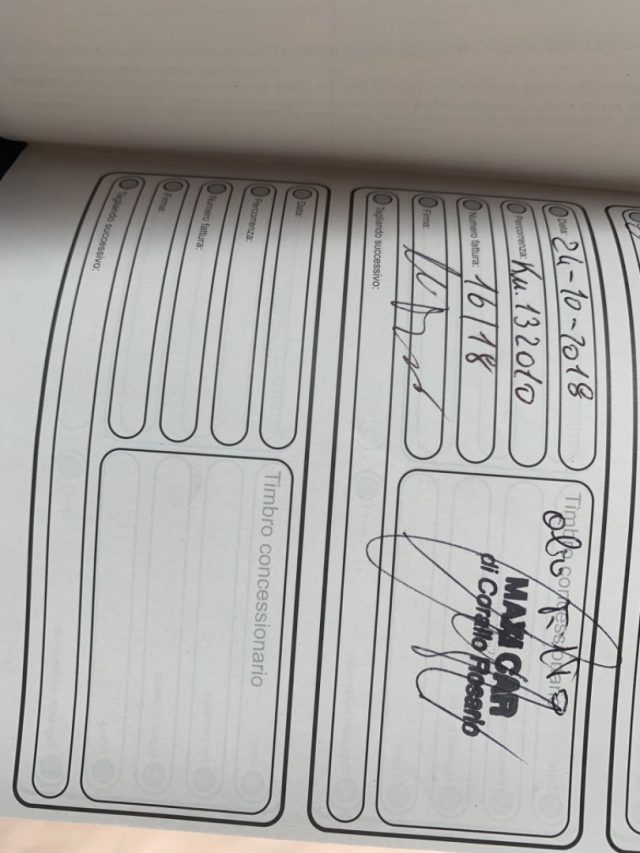 Data: 24-10-2018
Percorrenza: Km. 132010
Numero fattura: 16/18
Firma:
Tagliando successivo:
Timbro concessionario
MAXI CAR
di Corallo Rosario
Data:
Percorrenza:
Numero fattura:
Firma:
Tagliando successivo:
Timbro concessionario